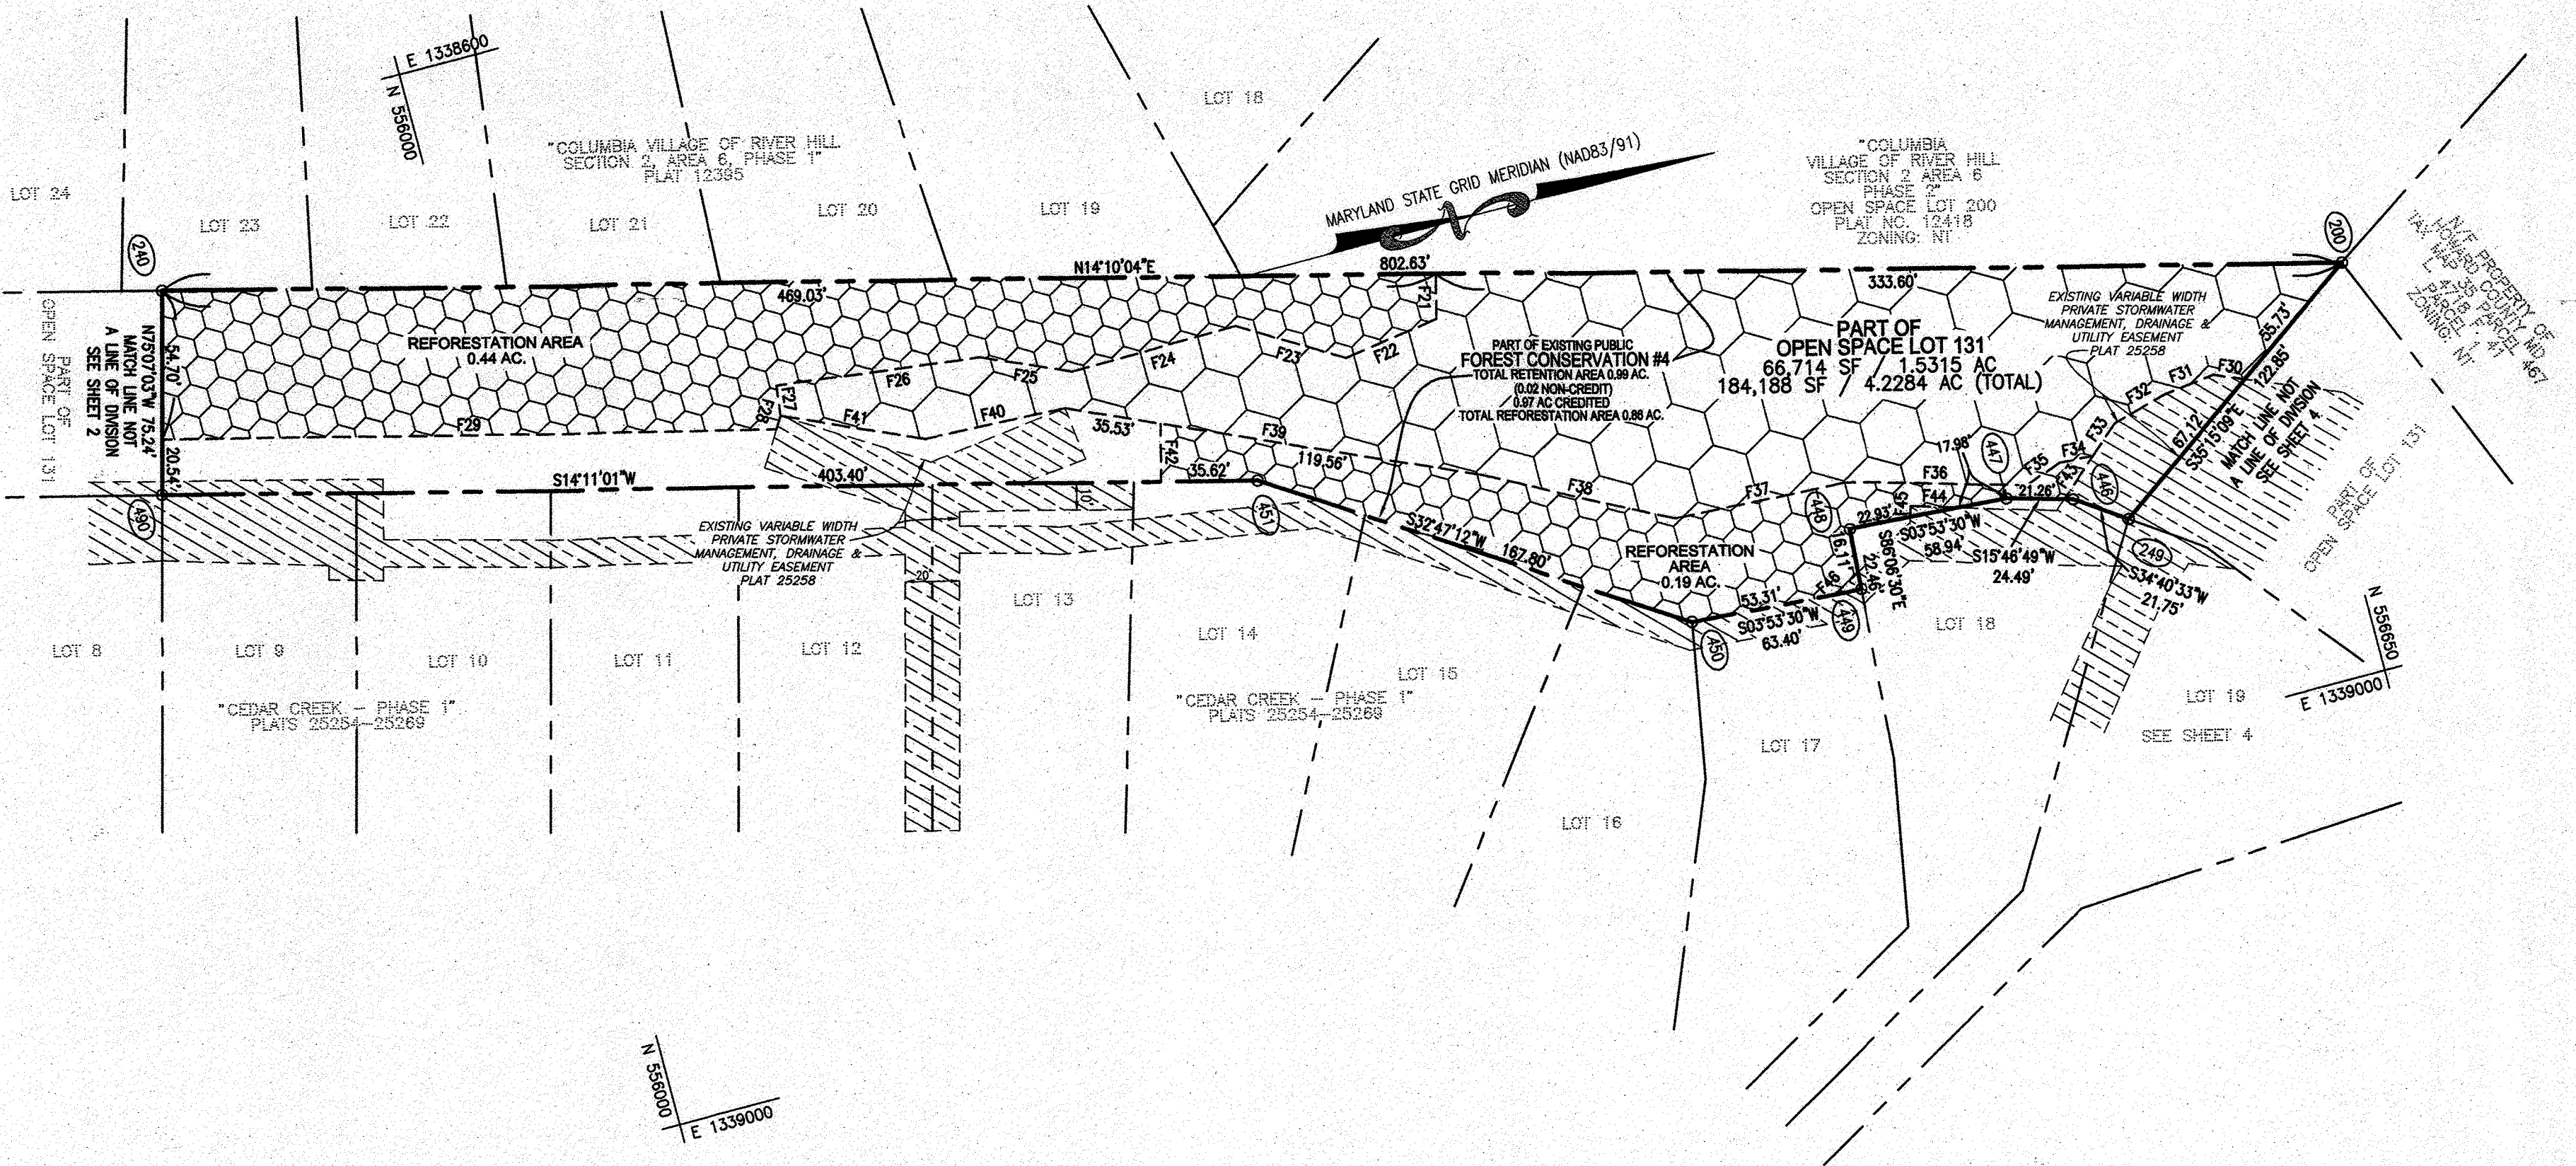 E 1338600
N 556000
LOT 18
"COLUMBIA VILLAGE OF RIVER HILL
SECTION 2, AREA 6, PHASE 1"
PLAT 12395
MARYLAND STATE GRID MERIDIAN (NAD83/91)
"COLUMBIA
VILLAGE OF RIVER HILL
SECTION 2 AREA 6
PHASE 2"
OPEN SPACE LOT 200
PLAT NO. 12418
ZONING: NT
LOT 24
LOT 23
LOT 22
LOT 21
LOT 20
LOT 19
240
200
N/F PROPERTY OF
HOWARD COUNTY MD
TAX MAP 35 PARCEL 467
F. 41
PARCEL 1
ZONING: NT
N14°10'04"E
802.63'
469.03'
333.60'
F21
EXISTING VARIABLE WIDTH
PRIVATE STORMWATER
MANAGEMENT, DRAINAGE &
UTILITY EASEMENT
PLAT 25258
55.73'
122.85'
67.12'
S35°15'09"E
MATCH LINE NOT
A LINE OF DIVISION
SEE SHEET 4
PART OF
OPEN SPACE LOT 131
N75°07'03"W 75.24'
MATCH LINE NOT
A LINE OF DIVISION
SEE SHEET 2
54.70'
20.54'
REFORESTATION AREA
0.44 AC.
F22
F23
F24
F25
F26
F27
F28
F29
F40
F41
PART OF EXISTING PUBLIC
FOREST CONSERVATION #4
TOTAL RETENTION AREA 0.99 AC.
(0.02 NON-CREDIT)
0.97 AC CREDITED
TOTAL REFORESTATION AREA 0.86 AC.
PART OF
OPEN SPACE LOT 131
66,714 SF / 1.5315 AC
184,188 SF / 4.2284 AC (TOTAL)
F30
F31
F32
F33
F34
F35
F36
F37
F38
F39
F42
F43
F44
F45
F46
35.53'
35.62'
119.56'
17.98'
447
446
21.26'
S14°11'01"W
403.40'
10'
490
451
S32°47'12"W
167.80'
448
22.93'
S03°53'30"W
58.94'
S15°46'49"W
24.49'
249
S34°40'33"W
21.75'
16.11'
22.46'
S86°06'30"E
REFORESTATION
AREA
0.19 AC.
53.31'
S03°53'30"W
63.40'
449
450
EXISTING VARIABLE WIDTH
PRIVATE STORMWATER
MANAGEMENT, DRAINAGE &
UTILITY EASEMENT
PLAT 25258
20'
PART OF
OPEN SPACE LOT 131
LOT 8
LOT 9
LOT 10
LOT 11
LOT 12
LOT 13
LOT 14
LOT 15
LOT 16
LOT 17
LOT 18
LOT 19
SEE SHEET 4
"CEDAR CREEK – PHASE 1"
PLATS 25254–25269
"CEDAR CREEK – PHASE 1"
PLATS 25254–25269
N 556650
E 1339000
N 556000
E 1339000